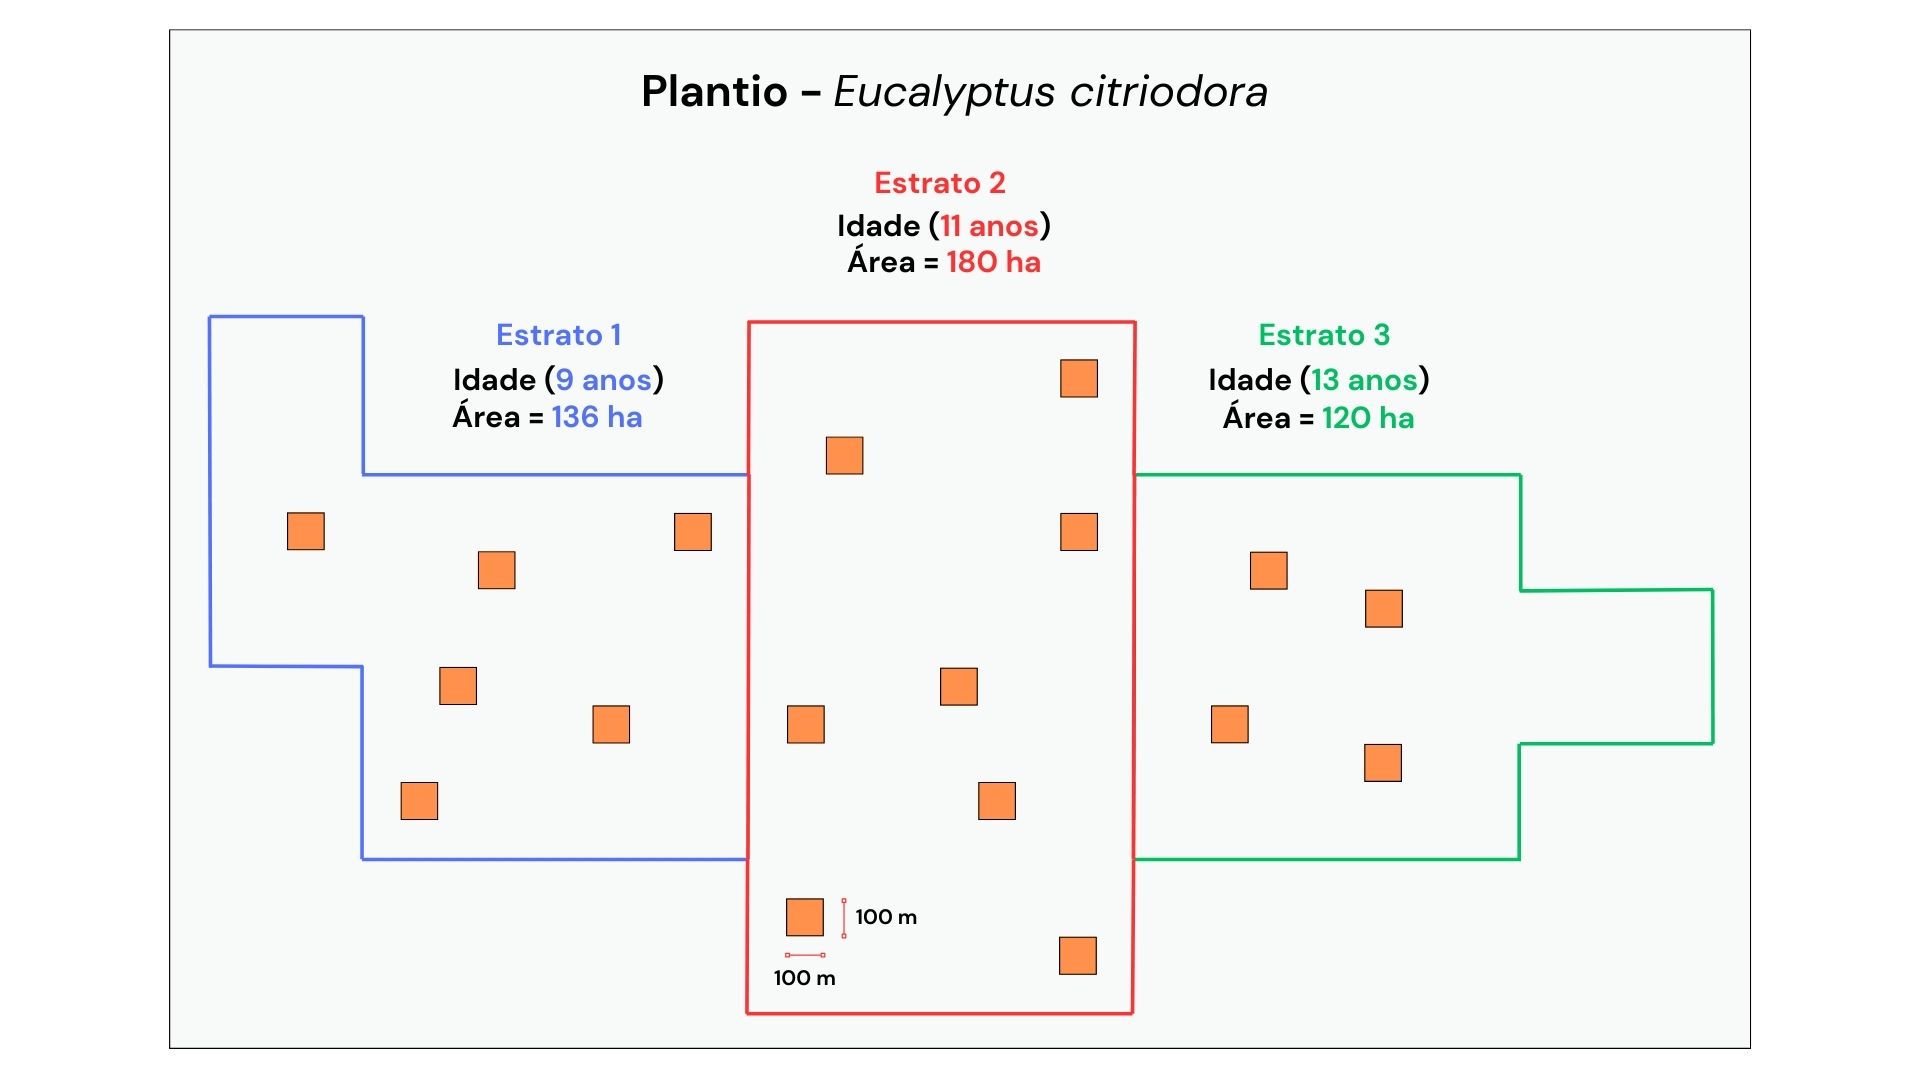 Plantio – Eucalyptus citriodora
Estrato 2
Idade (11 anos)
Área = 180 ha
Estrato 1
Idade (9 anos)
Área = 136 ha
Estrato 3
Idade (13 anos)
Área = 120 ha
100 m
100 m